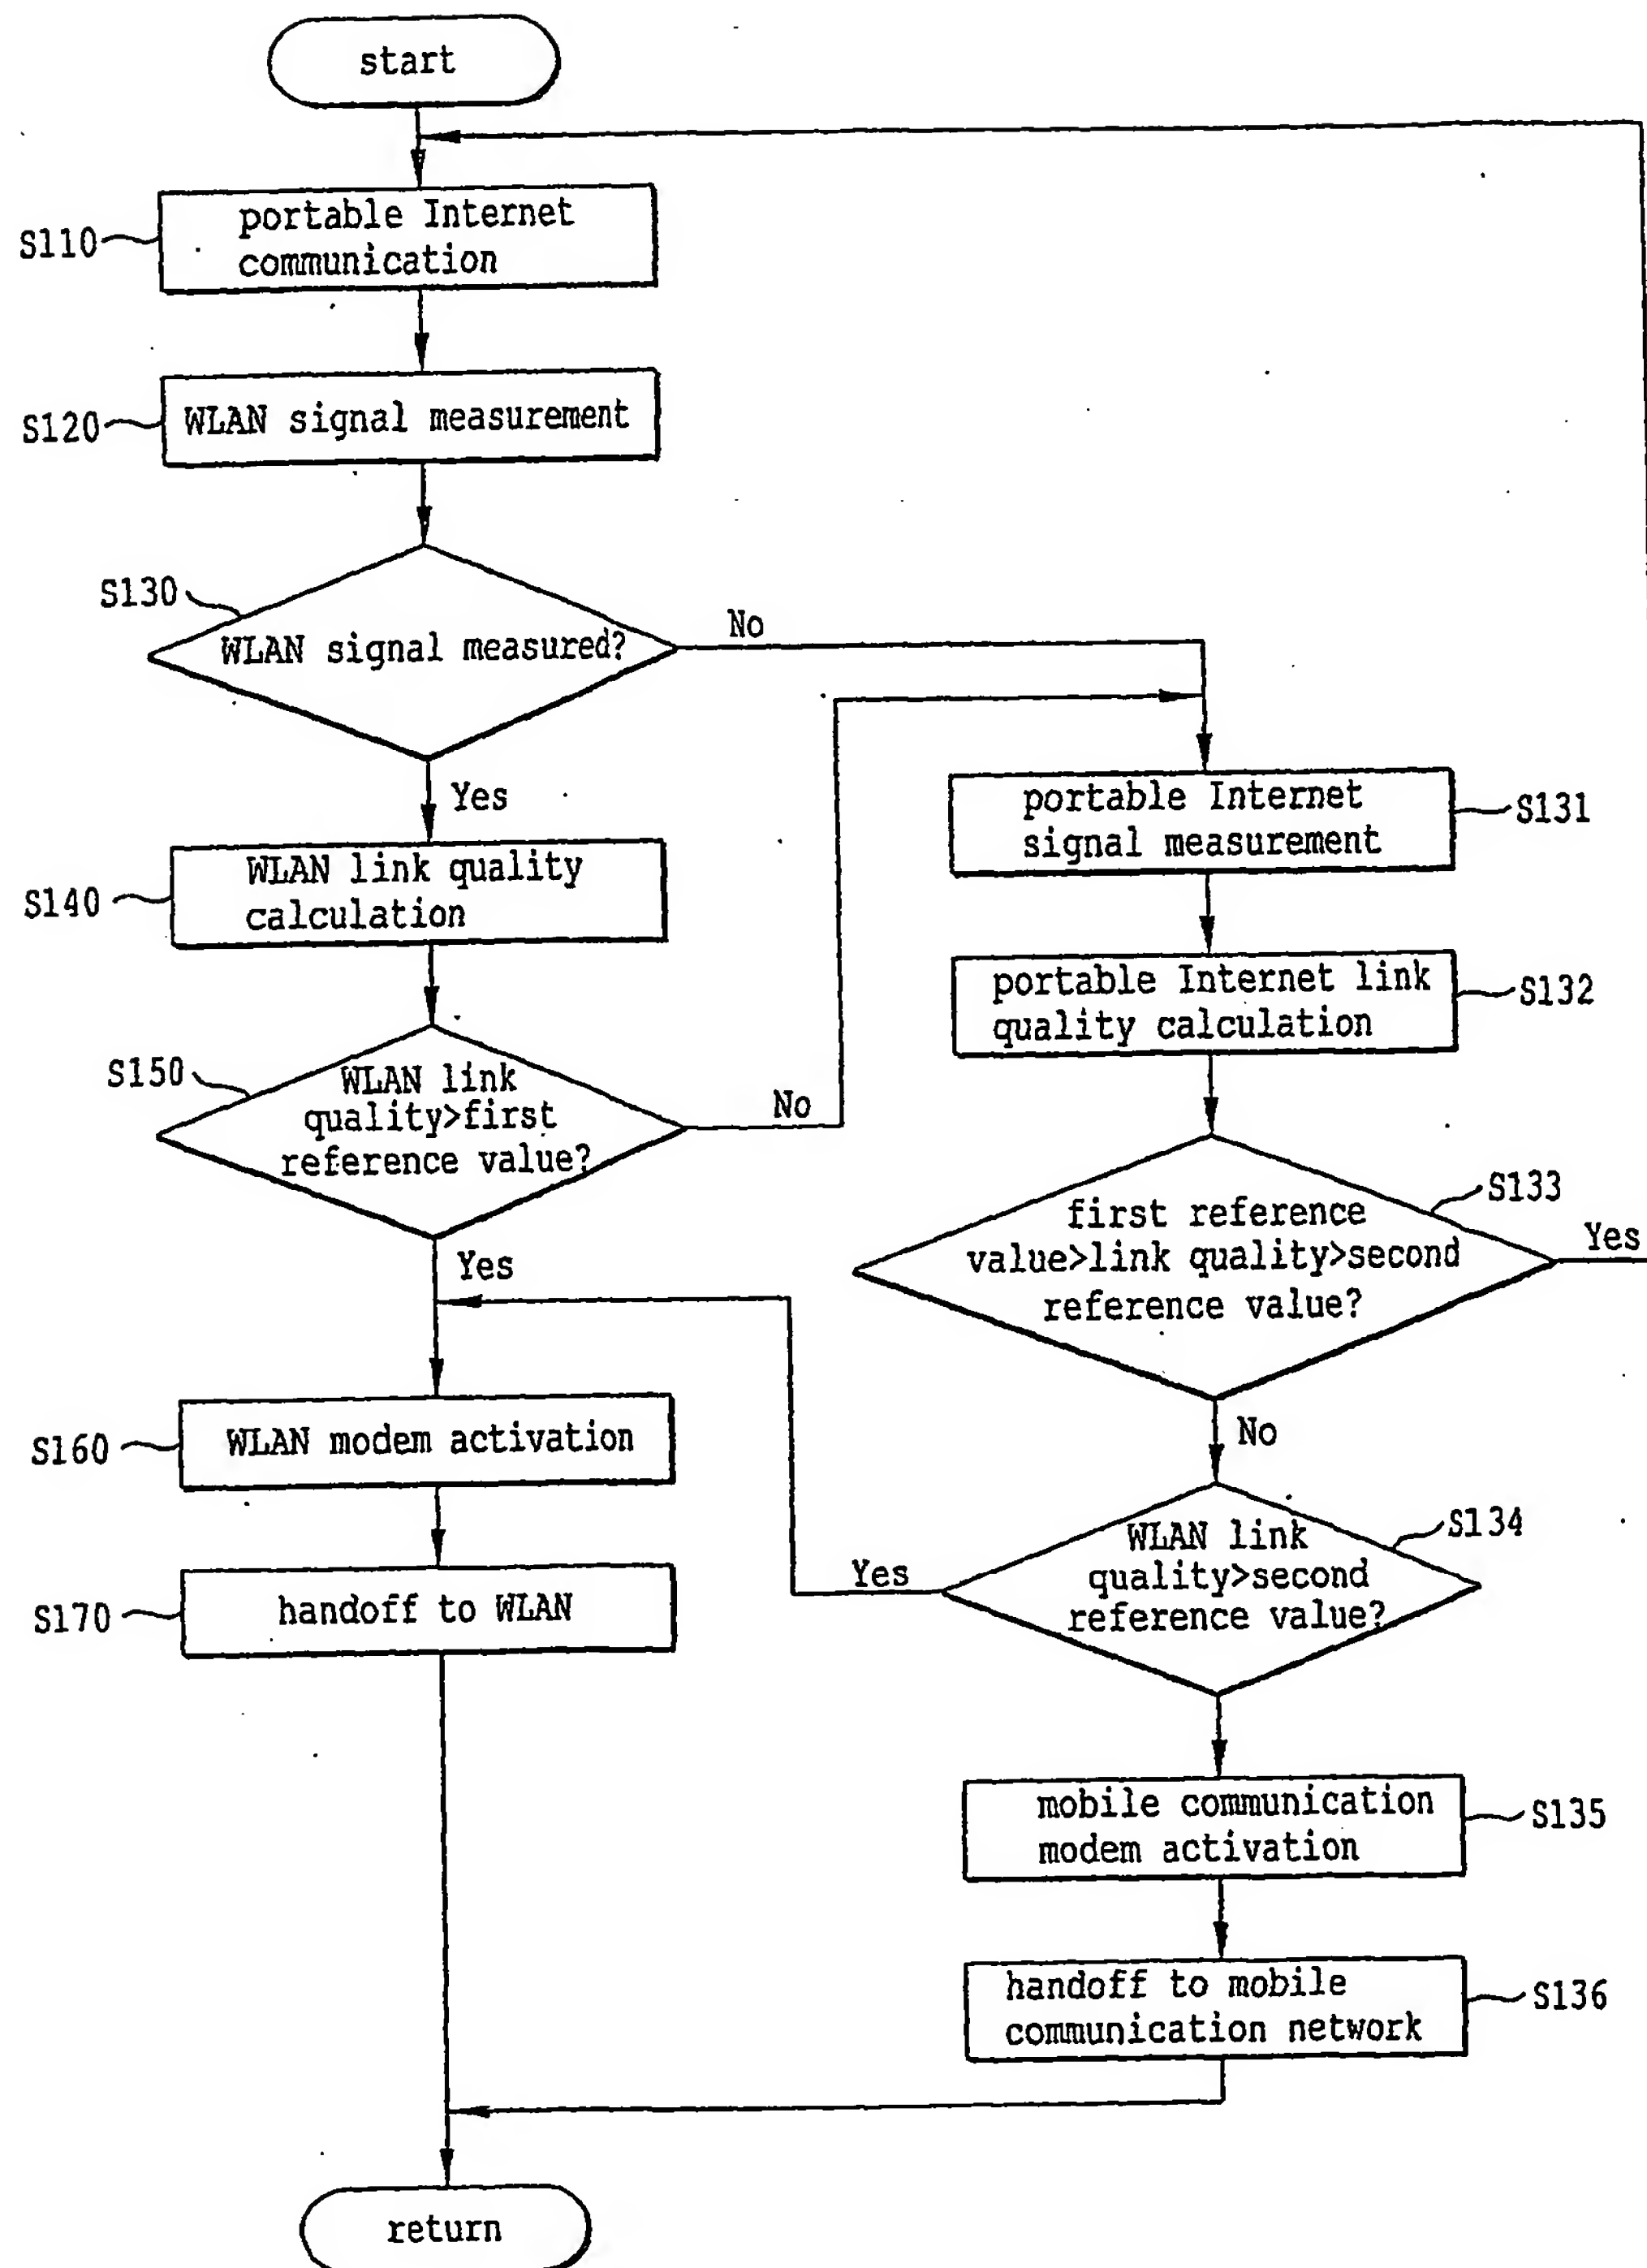 start
S110
portable Internet
communication
S120
WLAN signal measurement
S130
WLAN signal measured?
No
Yes
S140
WLAN link quality
calculation
S150
WLAN link
quality>first
reference value?
No
Yes
S160
WLAN modem activation
S170
handoff to WLAN
portable Internet
signal measurement
S131
portable Internet link
quality calculation
S132
S133
first reference
value>link quality>second
reference value?
Yes
No
S134
WLAN link
quality>second
reference value?
Yes
mobile communication
modem activation
S135
handoff to mobile
communication network
S136
return